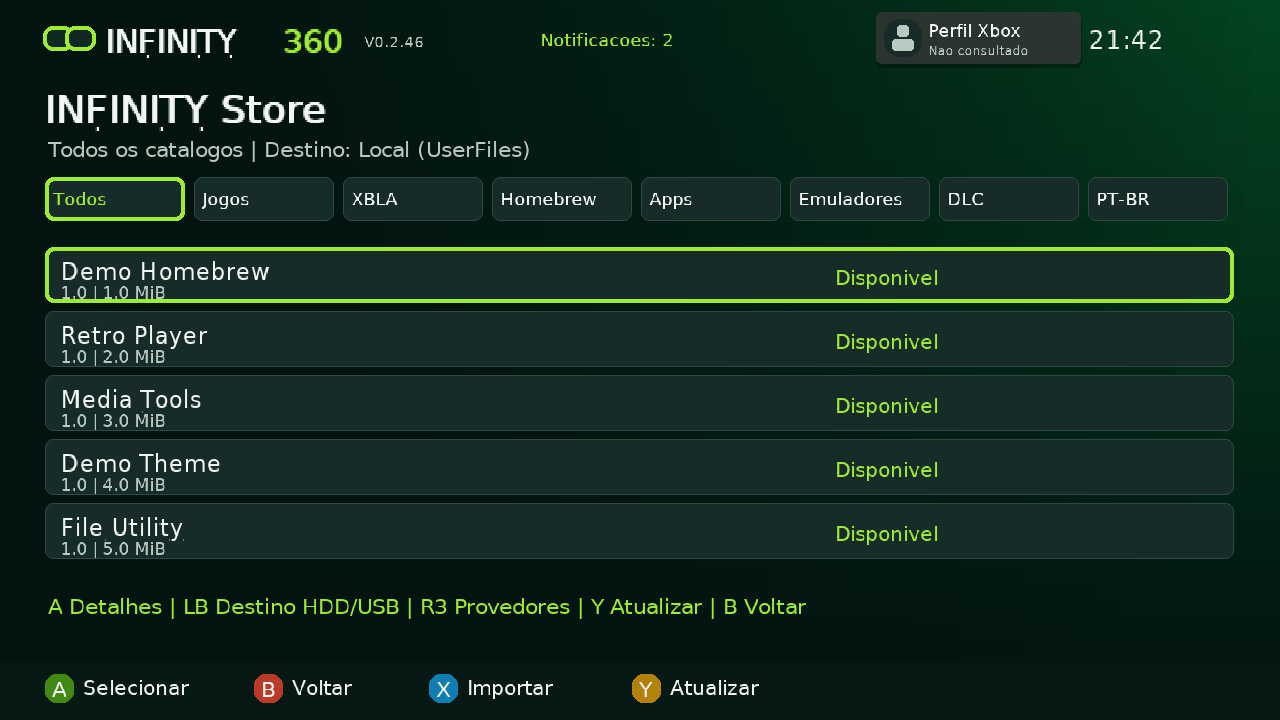 INFINITY 360 V0.2.46 Notificacoes: 2 Perfil Xbox 21:42
Nao consultado
INFINITY Store
Todos os catalogos | Destino: Local (UserFiles)
Todos Jogos XBLA Homebrew Apps Emuladores DLC PT-BR
Demo Homebrew Disponivel
1.0 | 1.0 MiB
Retro Player Disponivel
1.0 | 2.0 MiB
Media Tools Disponivel
1.0 | 3.0 MiB
Demo Theme Disponivel
1.0 | 4.0 MiB
File Utility Disponivel
1.0 | 5.0 MiB
A Detalhes | LB Destino HDD/USB | R3 Provedores | Y Atualizar | B Voltar
A Selecionar B Voltar X Importar Y Atualizar